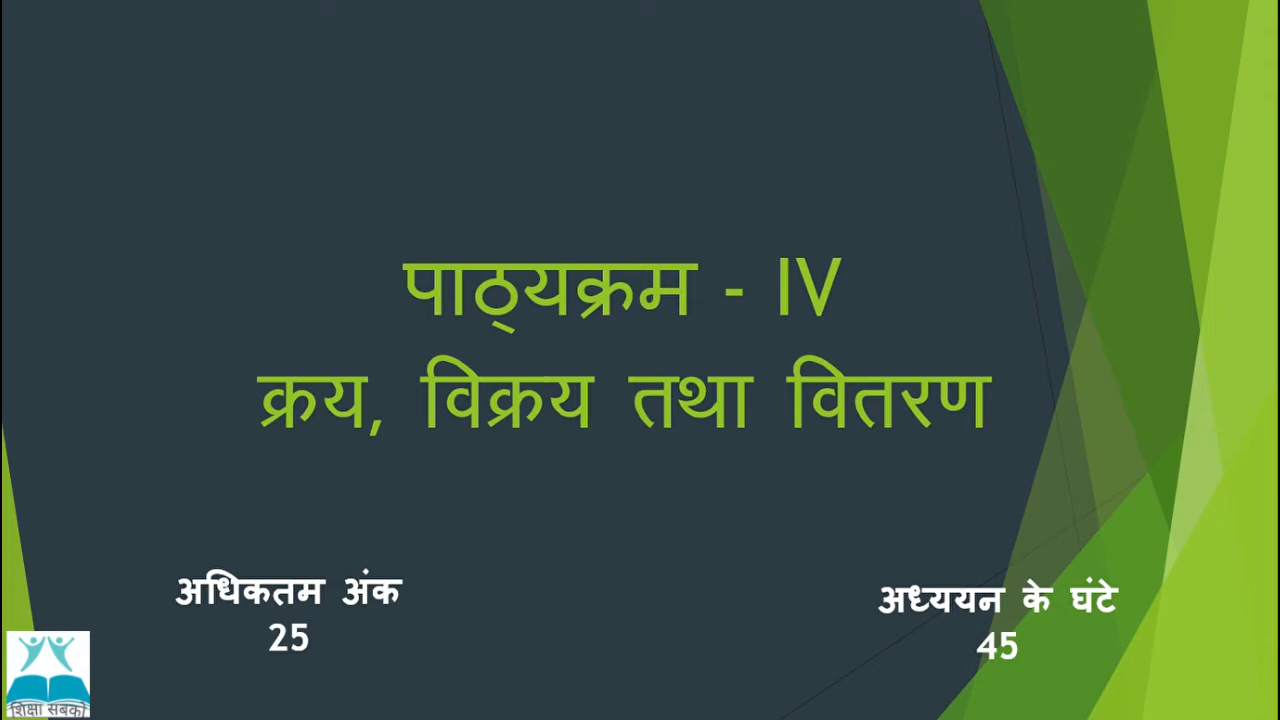 पाठ्यक्रम - IV
क्रय, विक्रय तथा वितरण
अधिकतम अंक
25
अध्ययन के घंटे
45
शिक्षा सबको